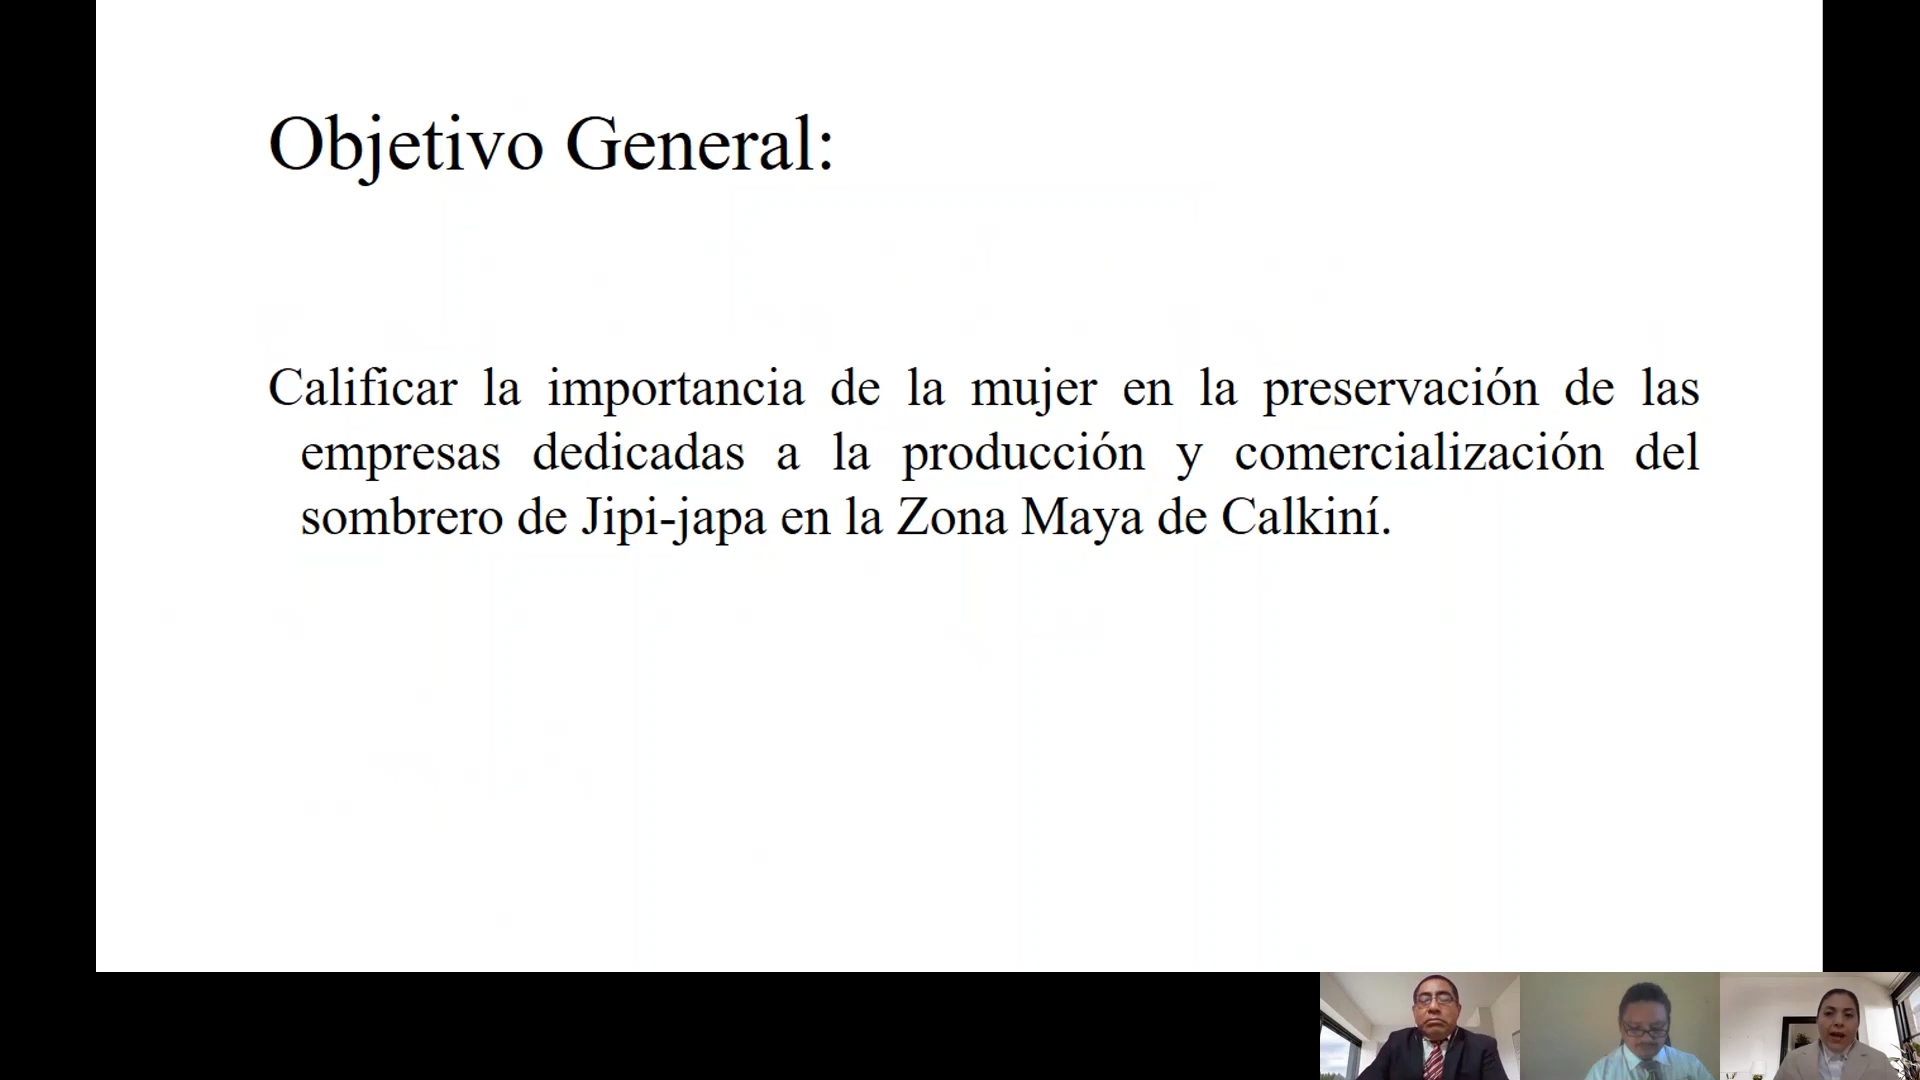 Objetivo General:
Calificar la importancia de la mujer en la preservación de las
empresas dedicadas a la producción y comercialización del
sombrero de Jipi-japa en la Zona Maya de Calkiní.